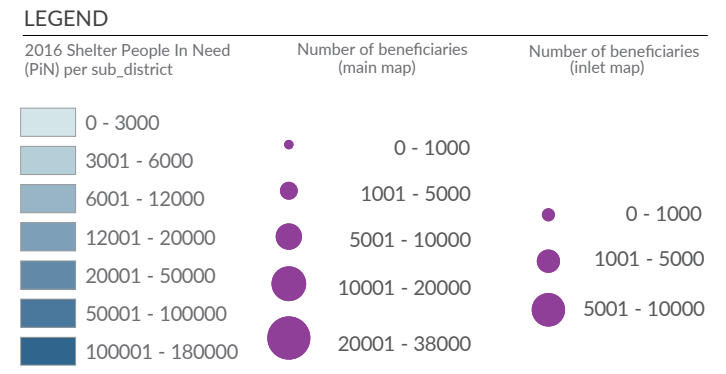 LEGEND
2016 Shelter People In Need
(PiN) per sub_district
0 - 3000
3001 - 6000
6001 - 12000
12001 - 20000
20001 - 50000
50001 - 100000
100001 - 180000
Number of beneficiaries
(main map)
0 - 1000
1001 - 5000
5001 - 10000
10001 - 20000
20001 - 38000
Number of beneficiaries
(inlet map)
0 - 1000
1001 - 5000
5001 - 10000